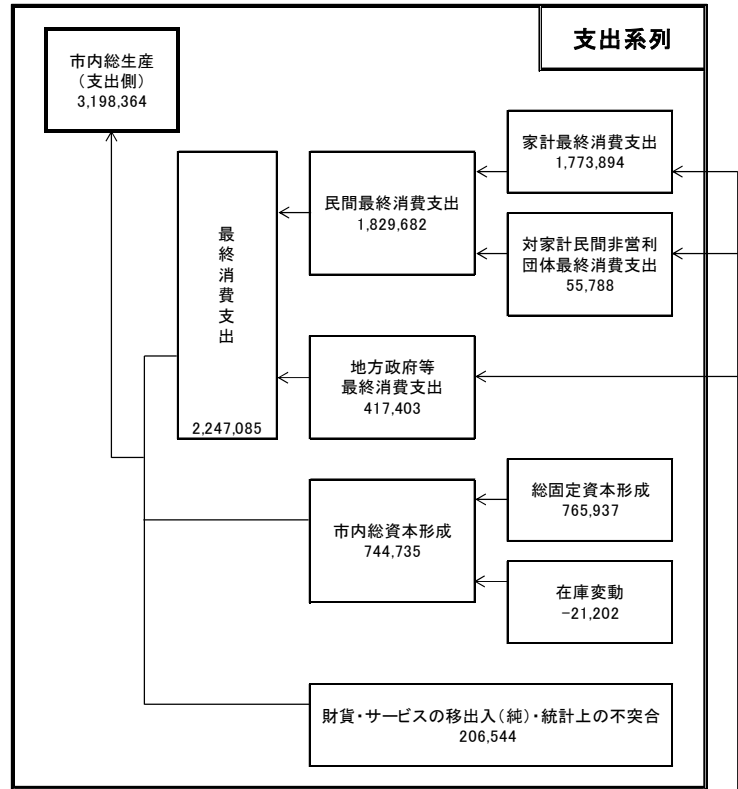 支出系列
市内総生産
（支出側）
3,198,364
家計最終消費支出
1,773,894
民間最終消費支出
1,829,682
最終消費支出
2,247,085
対家計民間非営利
団体最終消費支出
55,788
地方政府等
最終消費支出
417,403
総固定資本形成
765,937
市内総資本形成
744,735
在庫変動
-21,202
財貨・サービスの移出入（純）・統計上の不突合
206,544